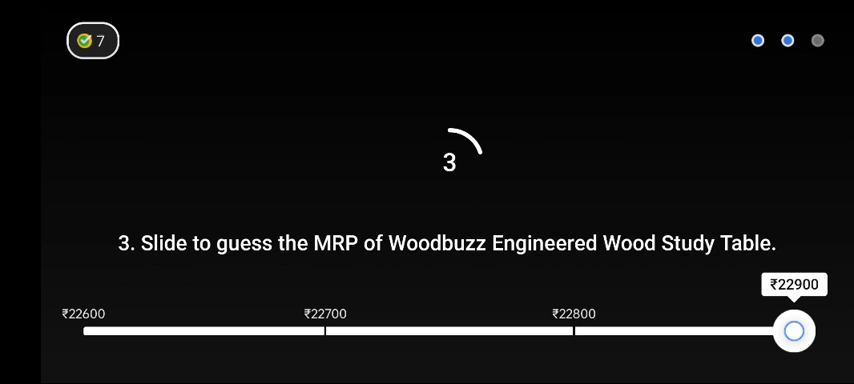 7
3
3. Slide to guess the MRP of Woodbuzz Engineered Wood Study Table.
₹22900
₹22600 ₹22700 ₹22800